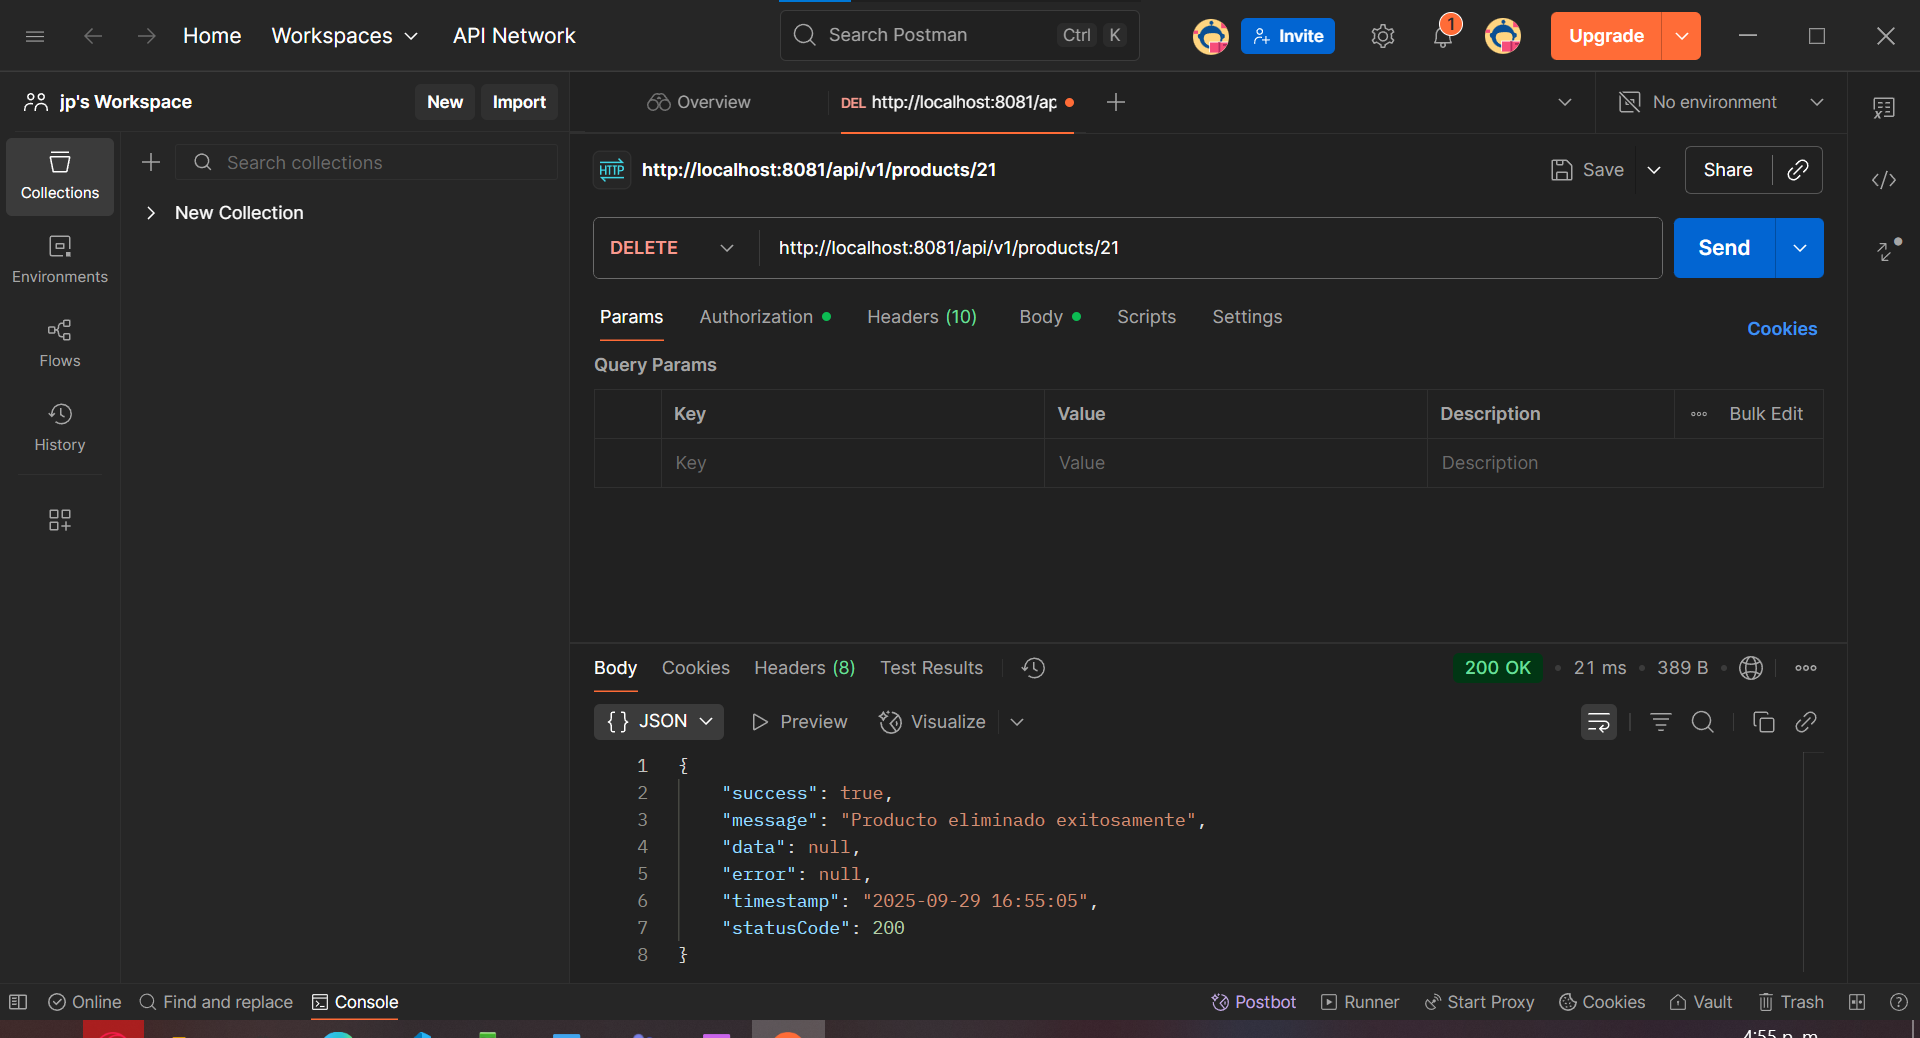 Home Workspaces API Network Search Postman Ctrl K Invite 1 Upgrade
jp's Workspace New Import Overview DEL http://localhost:8081/ap No environment
Collections
Search collections
New Collection
Environments
Flows
History
HTTP http://localhost:8081/api/v1/products/21 Save Share
DELETE http://localhost:8081/api/v1/products/21 Send
Params Authorization Headers (10) Body Scripts Settings Cookies
Query Params
Key Value Description Bulk Edit
Key Value Description
Body Cookies Headers (8) Test Results 200 OK 21 ms 389 B
{ } JSON Preview Visualize
1 {
2 "success": true,
3 "message": "Producto eliminado exitosamente",
4 "data": null,
5 "error": null,
6 "timestamp": "2025-09-29 16:55:05",
7 "statusCode": 200
8 }
Online Find and replace Console Postbot Runner Start Proxy Cookies Vault Trash
4:55 p. m.